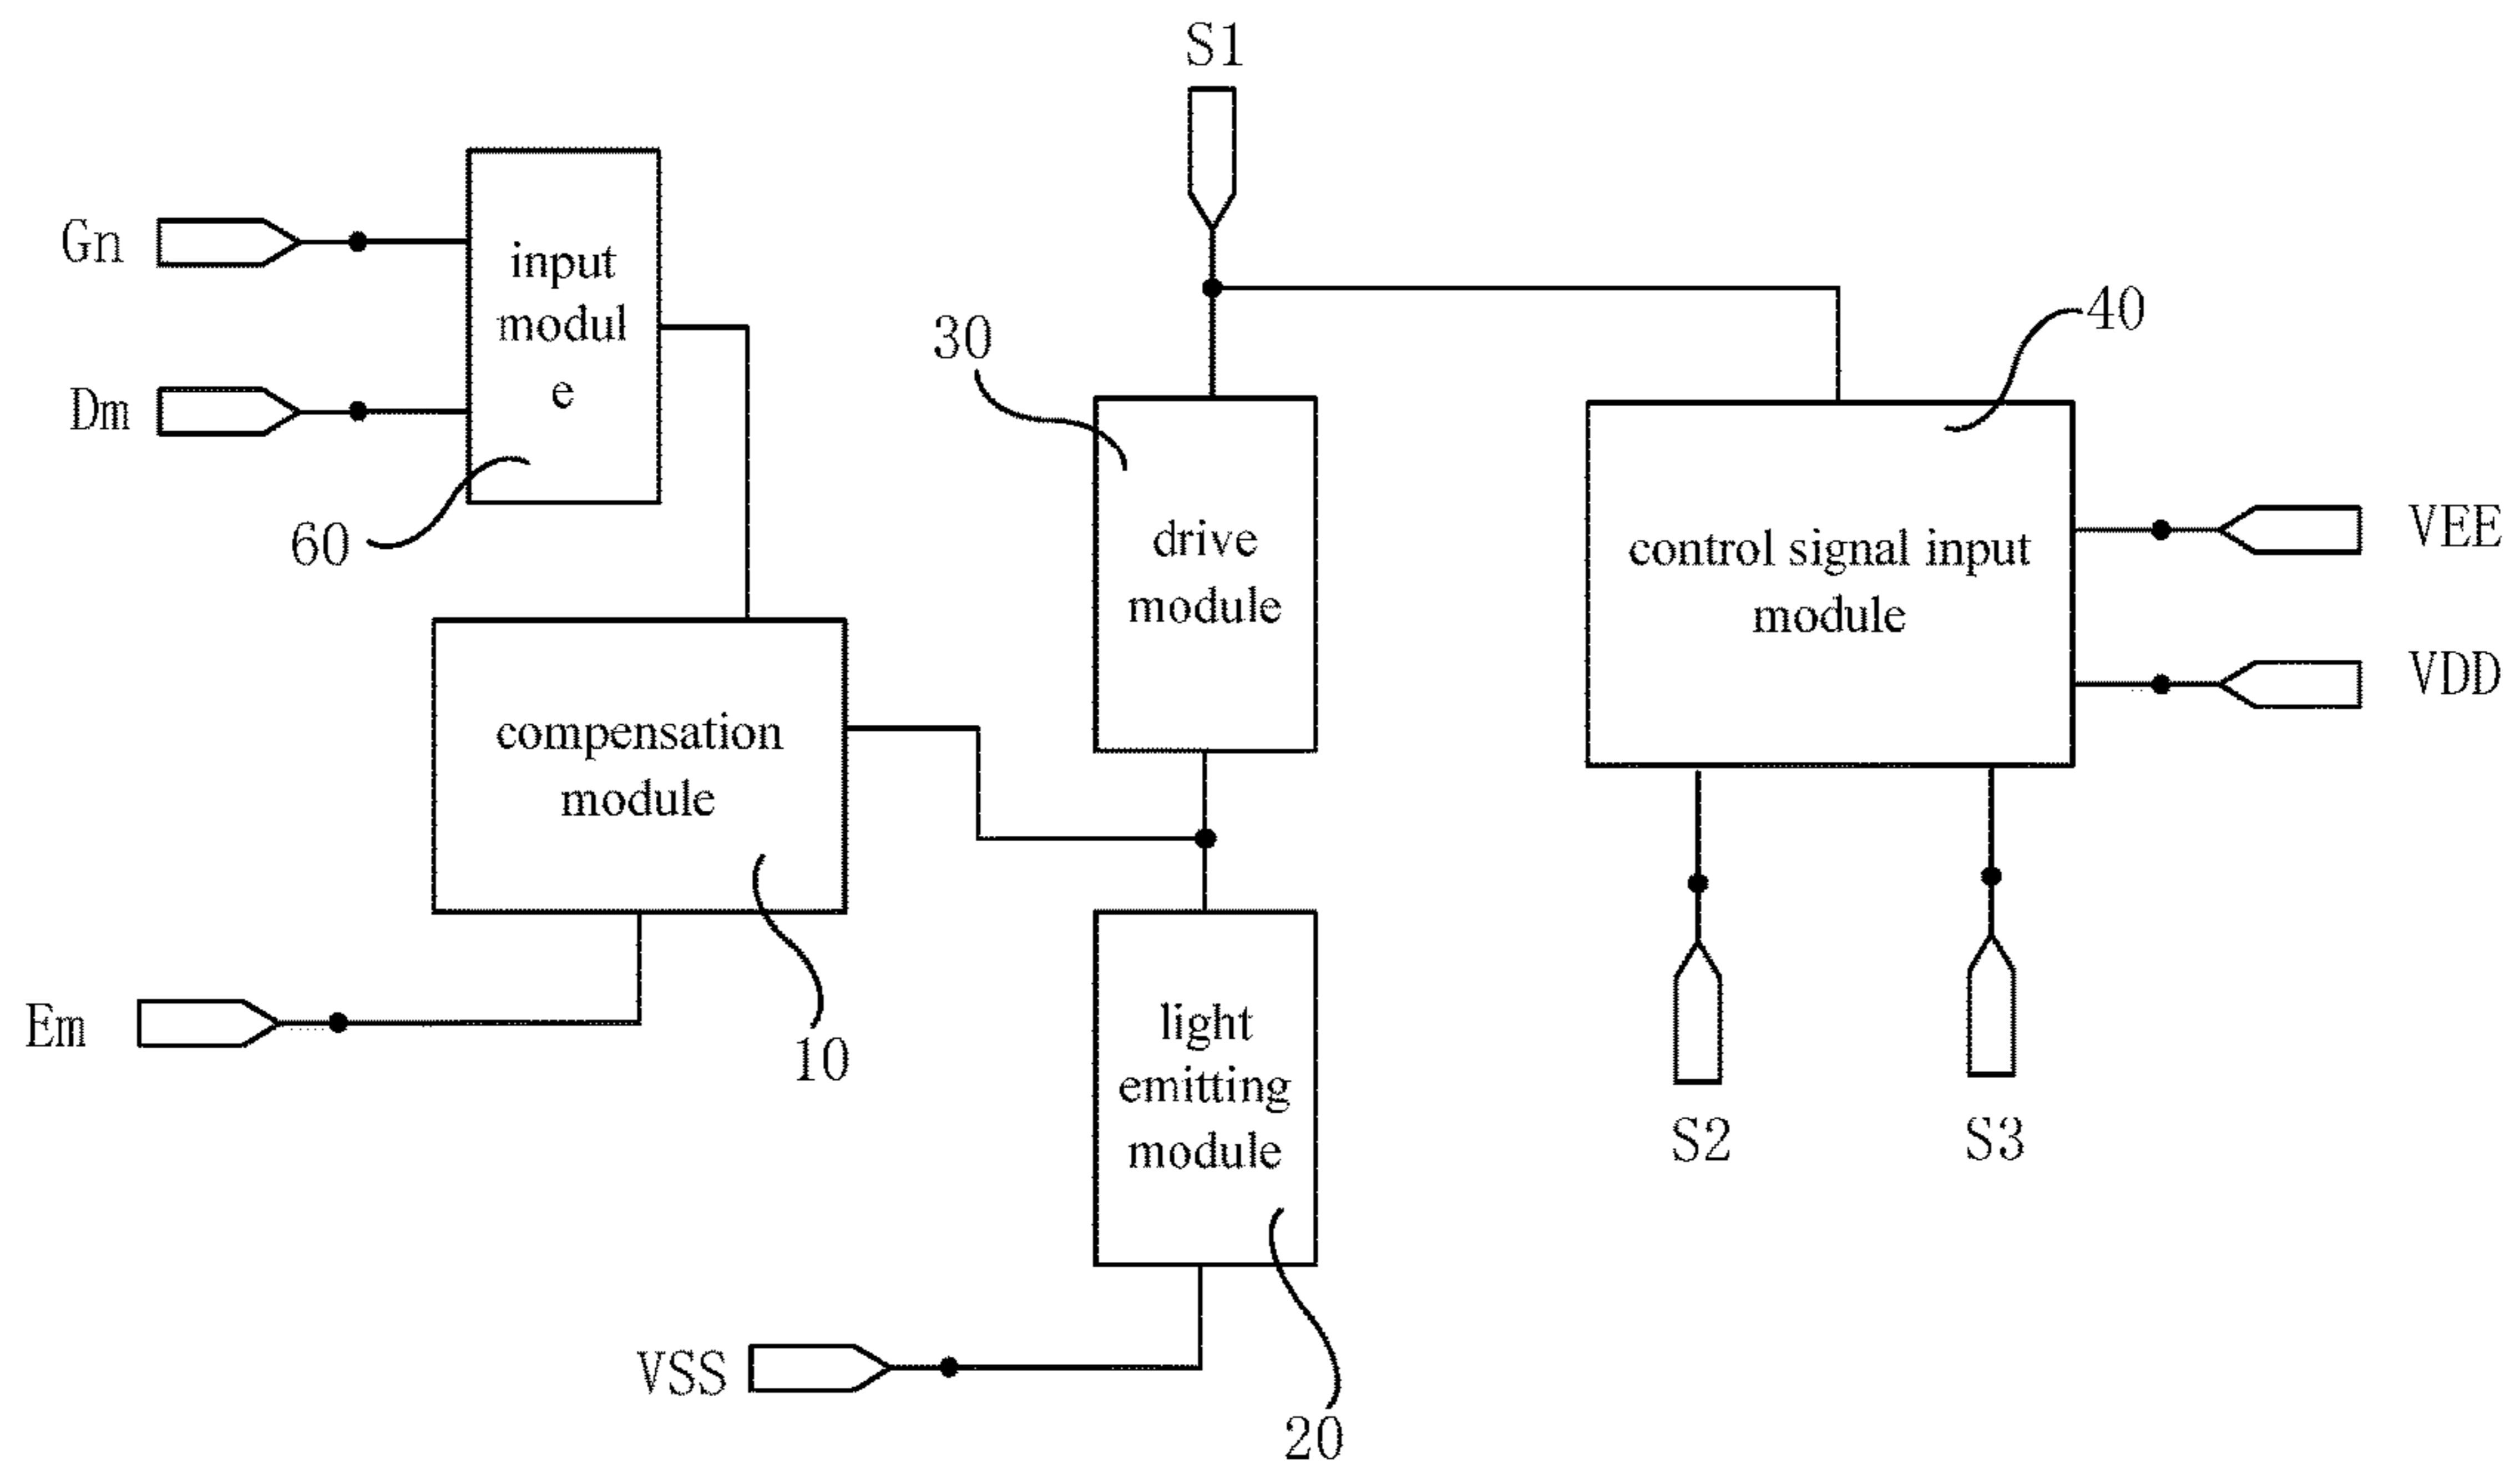 S1
Gn
input
modul
e
Dm
60
30
40
drive
module
control signal input
module
VEE
VDD
compensation
module
10
Em
light
emitting
module
S2
S3
VSS
20